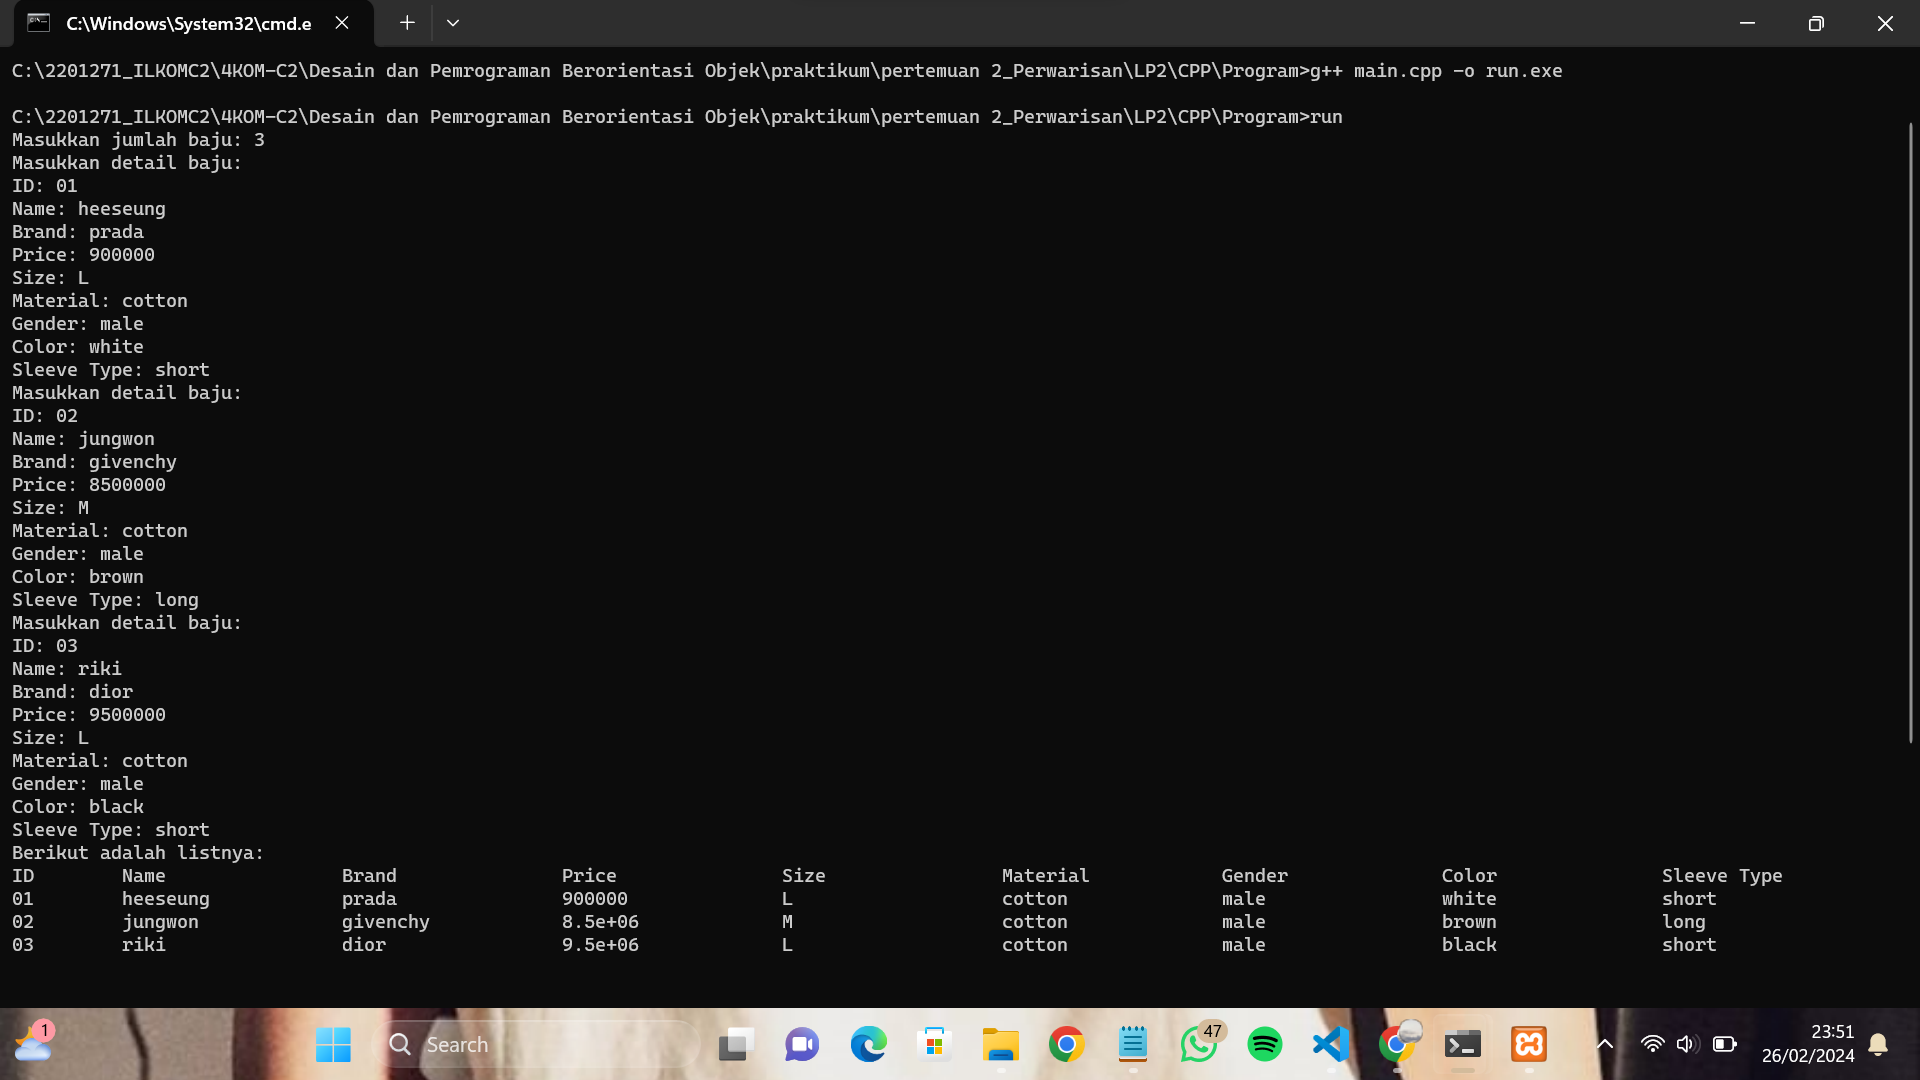 C:\Windows\System32\cmd.e
C:\2201271_ILKOMC2\4KOM-C2\Desain dan Pemrograman Berorientasi Objek\praktikum\pertemuan 2_Perwarisan\LP2\CPP\Program>g++ main.cpp -o run.exe
C:\2201271_ILKOMC2\4KOM-C2\Desain dan Pemrograman Berorientasi Objek\praktikum\pertemuan 2_Perwarisan\LP2\CPP\Program>run
Masukkan jumlah baju: 3
Masukkan detail baju:
ID: 01
Name: heeseung
Brand: prada
Price: 900000
Size: L
Material: cotton
Gender: male
Color: white
Sleeve Type: short
Masukkan detail baju:
ID: 02
Name: jungwon
Brand: givenchy
Price: 8500000
Size: M
Material: cotton
Gender: male
Color: brown
Sleeve Type: long
Masukkan detail baju:
ID: 03
Name: riki
Brand: dior
Price: 9500000
Size: L
Material: cotton
Gender: male
Color: black
Sleeve Type: short
Berikut adalah listnya:
ID Name Brand Price Size Material Gender Color Sleeve Type
01 heeseung prada 900000 L cotton male white short
02 jungwon givenchy 8.5e+06 M cotton male brown long
03 riki dior 9.5e+06 L cotton male black short
1
Search
47
23:51
26/02/2024